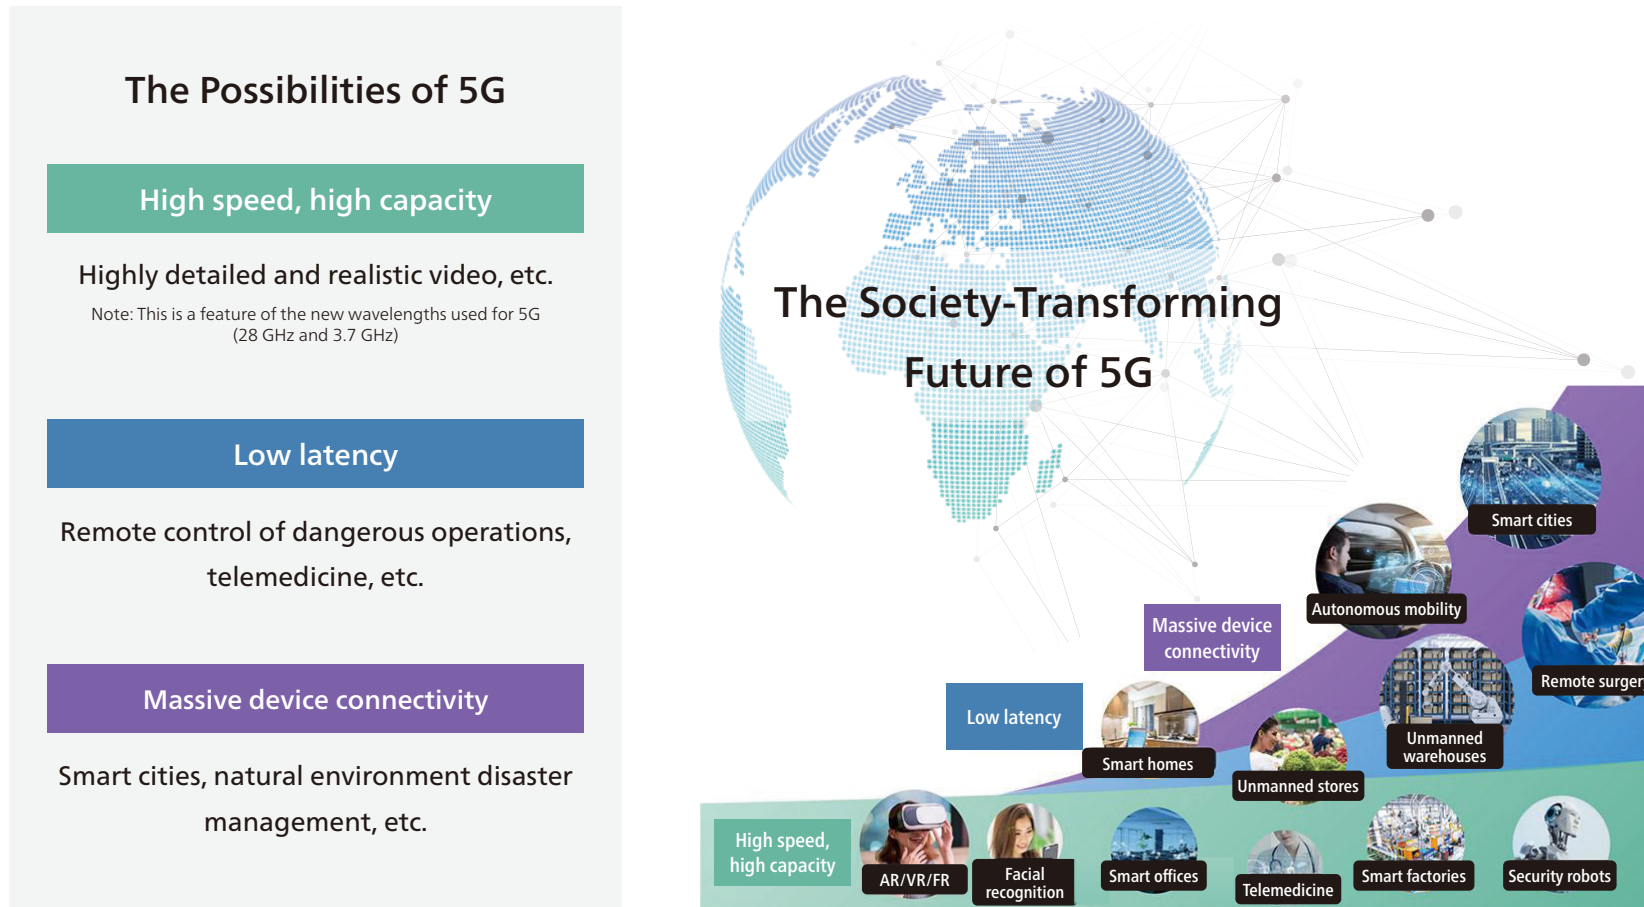 The Possibilities of 5G
High speed, high capacity
Highly detailed and realistic video, etc.
Note: This is a feature of the new wavelengths used for 5G
(28 GHz and 3.7 GHz)
Low latency
Remote control of dangerous operations,
telemedicine, etc.
Massive device connectivity
Smart cities, natural environment disaster
management, etc.
The Society-Transforming
Future of 5G
Smart cities
Autonomous mobility
Massive device
connectivity
Remote surger
Low latency
Unmanned
warehouses
Smart homes
Unmanned stores
High speed,
high capacity
AR/VR/FR
Facial
recognition
Smart offices
Telemedicine
Smart factories
Security robots